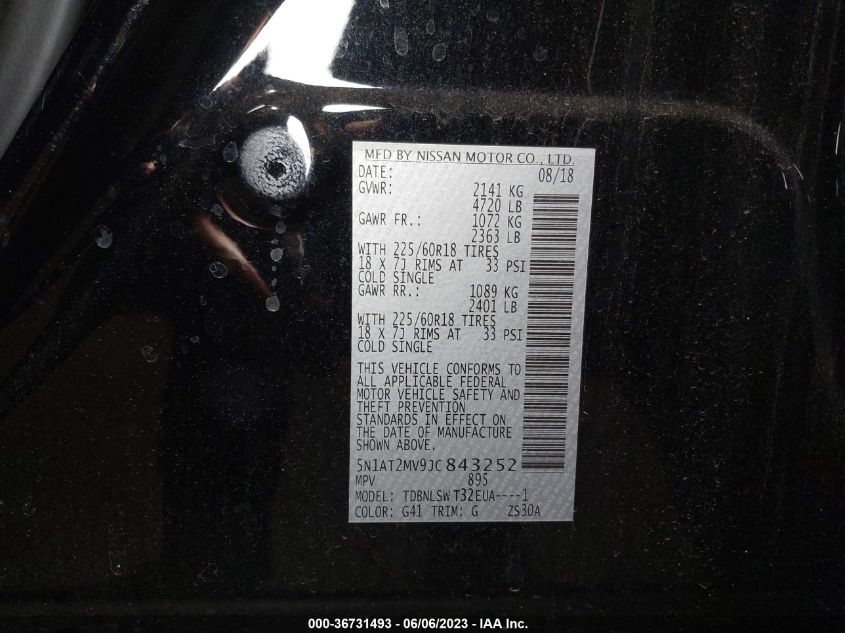 MFD BY NISSAN MOTOR CO., LTD.
DATE: 08/18
GVWR: 2141 KG
4720 LB
GAWR FR.: 1072 KG
2363 LB
WITH 225/60R18 TIRES
18 X 7J RIMS AT 33 PSI
COLD SINGLE
GAWR RR.: 1089 KG
2401 LB
WITH 225/60R18 TIRES
18 X 7J RIMS AT 33 PSI
COLD SINGLE
THIS VEHICLE CONFORMS TO
ALL APPLICABLE FEDERAL
MOTOR VEHICLE SAFETY AND
THEFT PREVENTION
STANDARDS IN EFFECT ON
THE DATE OF MANUFACTURE
SHOWN ABOVE.
5N1AT2MV9JC843252
MPV 895
MODEL: TDBNLSW T32EUA----1
COLOR: G41 TRIM: G ZS30A
000-36731493 - 06/06/2023 - IAA Inc.